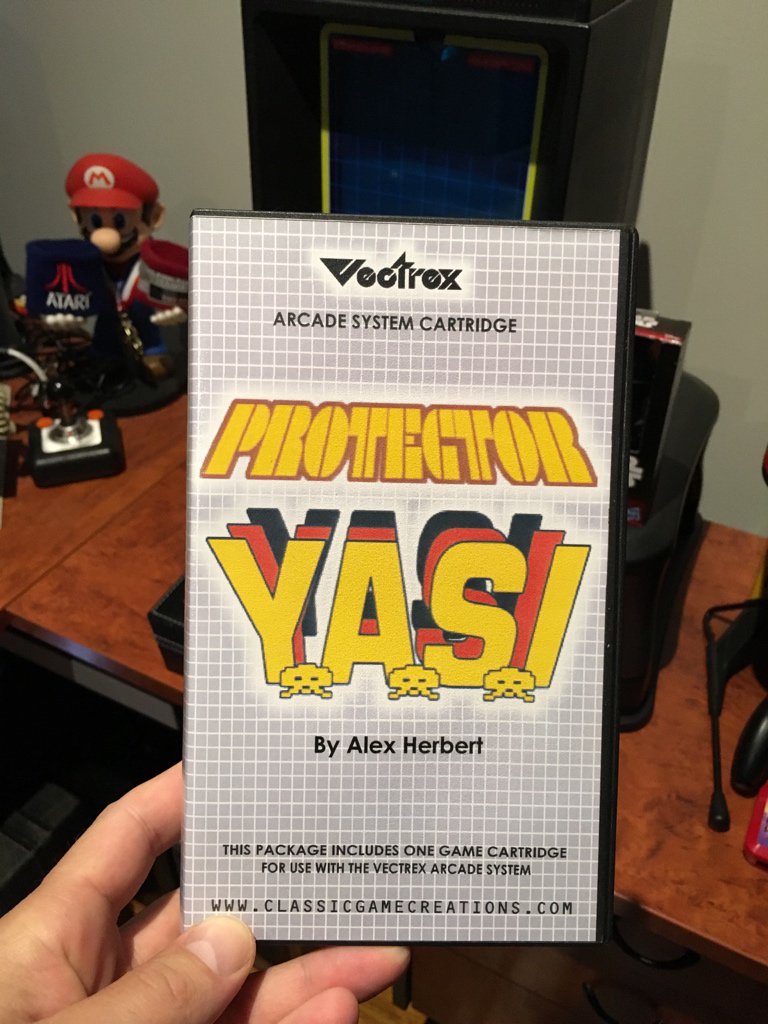 Vectrex
ARCADE SYSTEM CARTRIDGE
PROTECTOR
YASI
By Alex Herbert
THIS PACKAGE INCLUDES ONE GAME CARTRIDGE
FOR USE WITH THE VECTREX ARCADE SYSTEM
WWW.CLASSICGAMECREATIONS.COM
M
ATARI